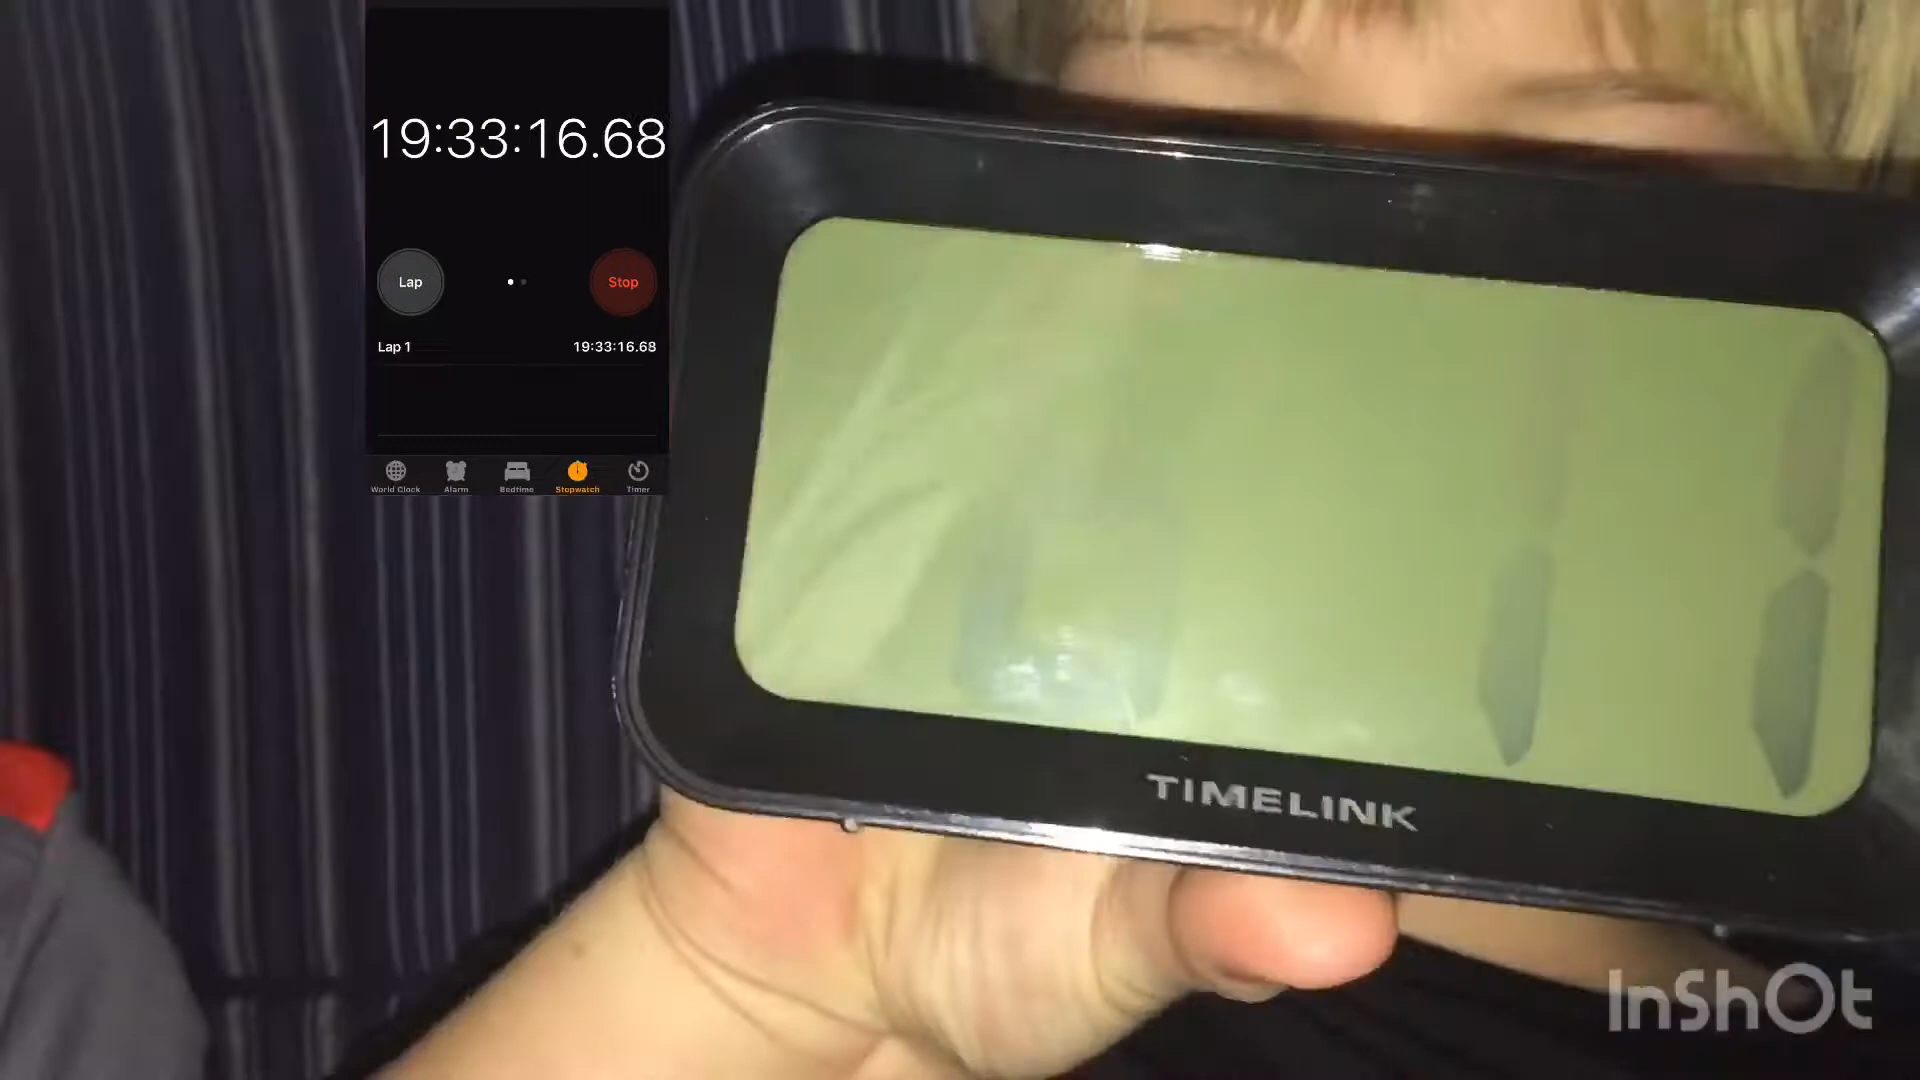 19:33:16.68
Lap
Stop
Lap 1
19:33:16.68
World Clock
Alarm
Bedtime
Stopwatch
Timer
TIMELINK
InShOt